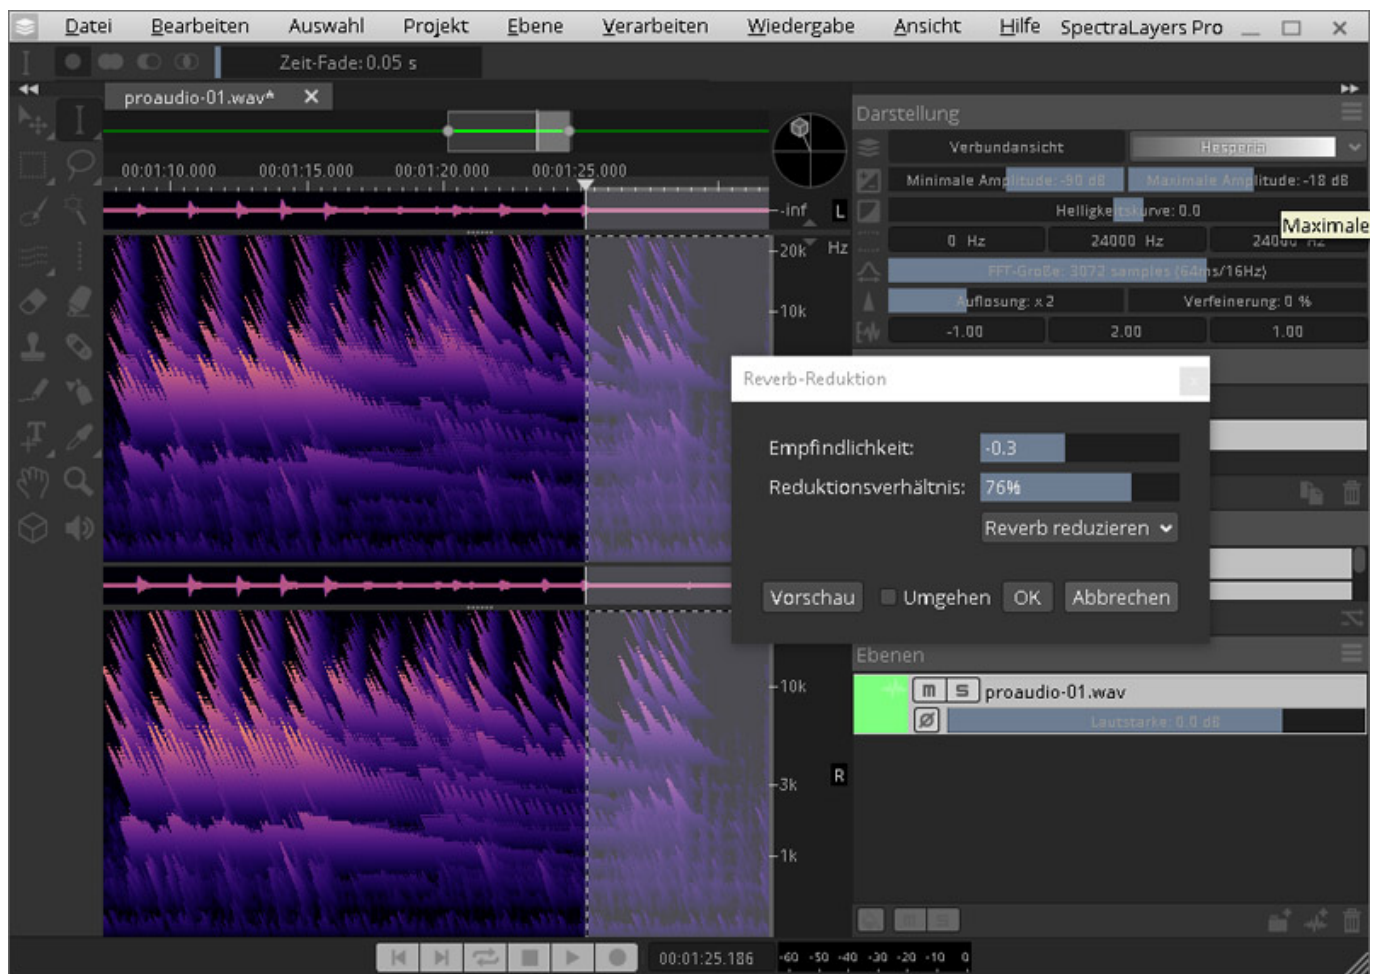 Datei Bearbeiten Auswahl Projekt Ebene Verarbeiten Wiedergabe Ansicht Hilfe SpectraLayers Pro
Zeit-Fade: 0.05 s
proaudio-01.wav*
Darstellung
Verbundansicht Hesperia
00:01:10.000 00:01:15.000 00:01:20.000 00:01:25.000
Minimale Amplitude: -90 dB Maximale Amplitude: -18 dB
-inf L
Helligkeitskurve: 0.0
Maximale
20k Hz
0 Hz 24000 Hz 24000 Hz
FFT-Große: 3072 samples (64ms/16Hz)
Auflosung: x 2 Verfeinerung: 0 %
10k
-1.00 2.00 1.00
Reverb-Reduktion
Empfindlichkeit: -0.3
Reduktionsverhältnis: 76%
Reverb reduzieren
Vorschau Umgehen OK Abbrechen
Ebenen
10k
m S proaudio-01.wav
Lautstarke: 0.0 dB
3k R
1k
m S
00:01:25.186 -60 -50 -40 -30 -20 -10 0